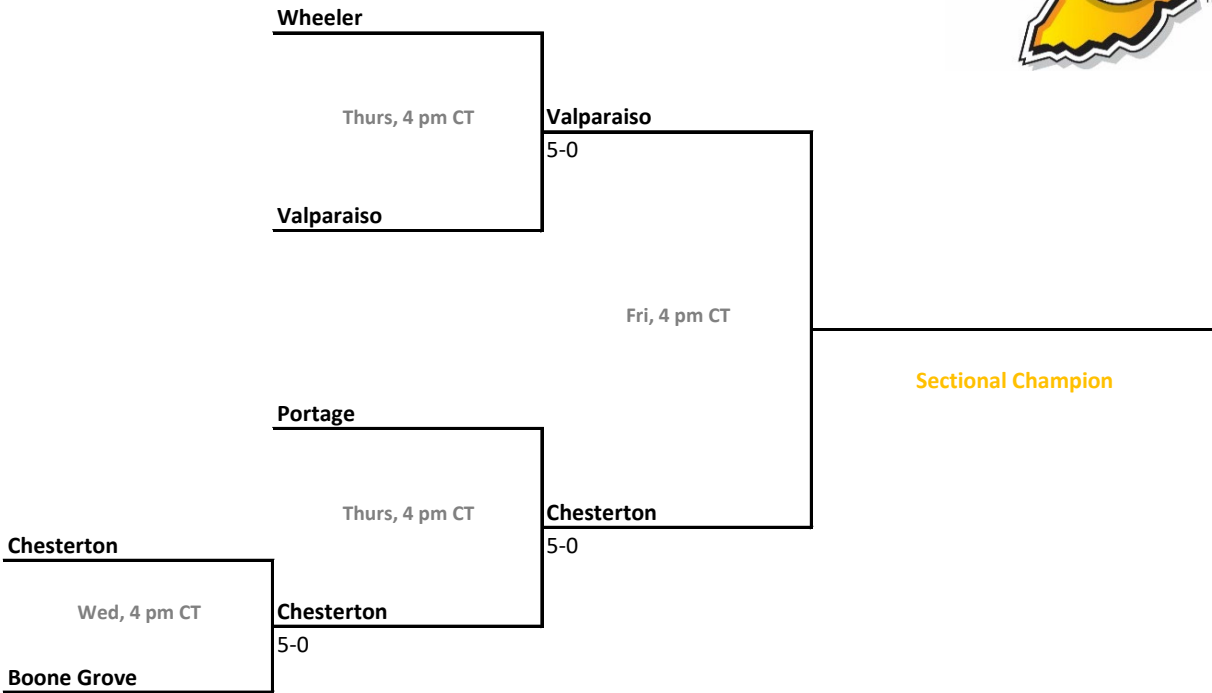 Wheeler
Thurs, 4 pm CT
Valparaiso
5-0
Valparaiso
Fri, 4 pm CT
Sectional Champion
Portage
Thurs, 4 pm CT
Chesterton
5-0
Chesterton
Wed, 4 pm CT
Chesterton
5-0
Boone Grove